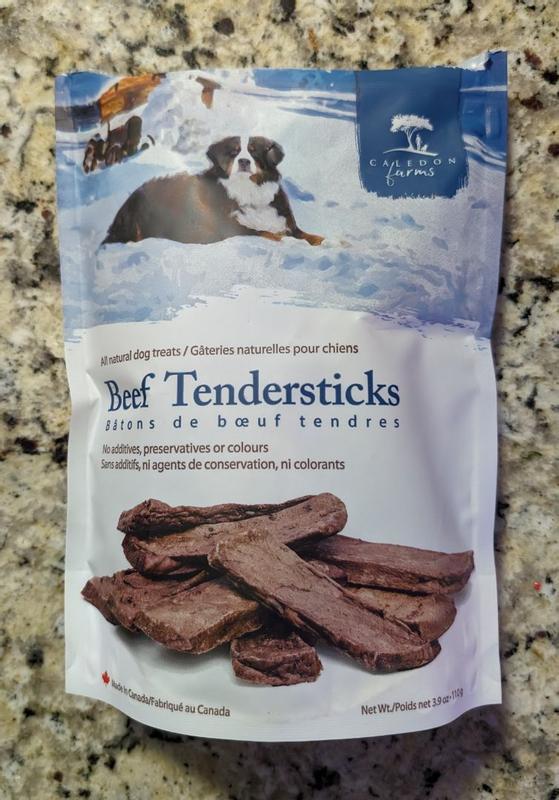 CALEDON
farms
All natural dog treats / Gâteries naturelles pour chiens
Beef Tendersticks
Bâtons de bœuf tendres
No additives, preservatives or colours
Sans additifs, ni agents de conservation, ni colorants
Made in Canada/Fabriqué au Canada
Net Wt./Poids net 3.9 oz • 110g